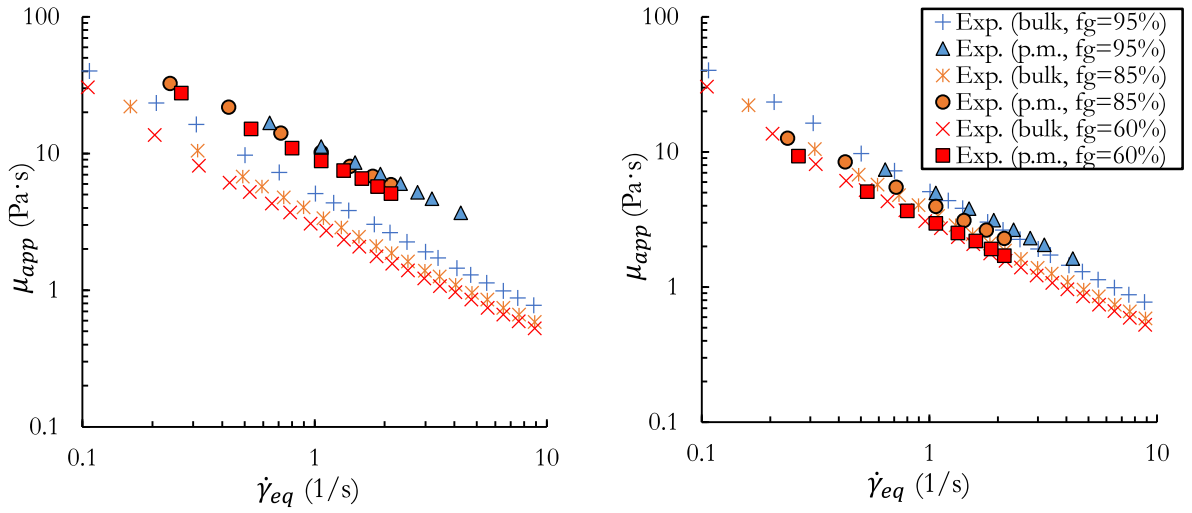 100
10
1
0.1
0.1
1
10
μapp (Pa·s)
γ̇eq (1/s)
100
10
1
0.1
0.1
1
10
μapp (Pa·s)
γ̇eq (1/s)
Exp. (bulk, fg=95%)
Exp. (p.m., fg=95%)
Exp. (bulk, fg=85%)
Exp. (p.m., fg=85%)
Exp. (bulk, fg=60%)
Exp. (p.m., fg=60%)